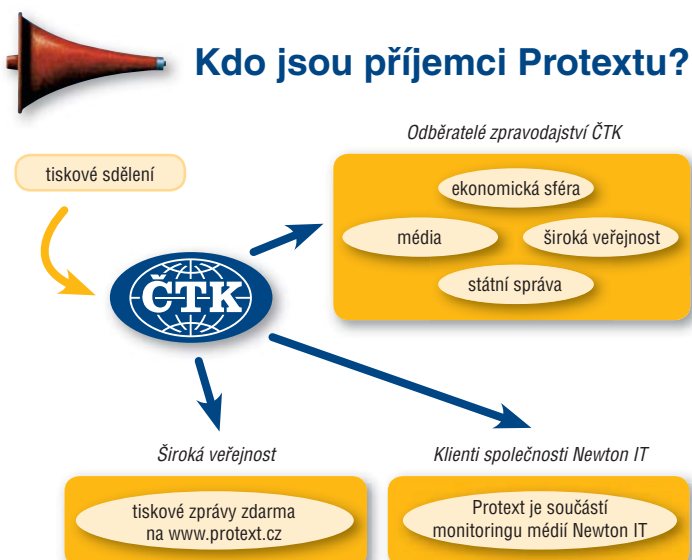 Kdo jsou příjemci Protextu?
Odběratelé zpravodajství ČTK
tiskové sdělení
ekonomická sféra
média
široká veřejnost
státní správa
ČTK
Široká veřejnost
tiskové zprávy zdarma
na www.protext.cz
Klienti společnosti Newton IT
Protext je součástí
monitoringu médií Newton IT